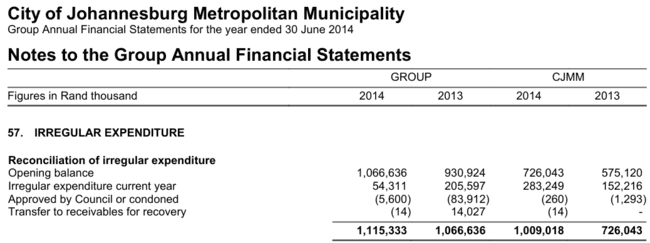 City of Johannesburg Metropolitan Municipality
Group Annual Financial Statements for the year ended 30 June 2014
Notes to the Group Annual Financial Statements
GROUP CJMM
Figures in Rand thousand 2014 2013 2014 2013
57. IRREGULAR EXPENDITURE
Reconciliation of irregular expenditure
Opening balance 1,066,636 930,924 726,043 575,120
Irregular expenditure current year 54,311 205,597 283,249 152,216
Approved by Council or condoned (5,600) (83,912) (260) (1,293)
Transfer to receivables for recovery (14) 14,027 (14) -
1,115,333 1,066,636 1,009,018 726,043